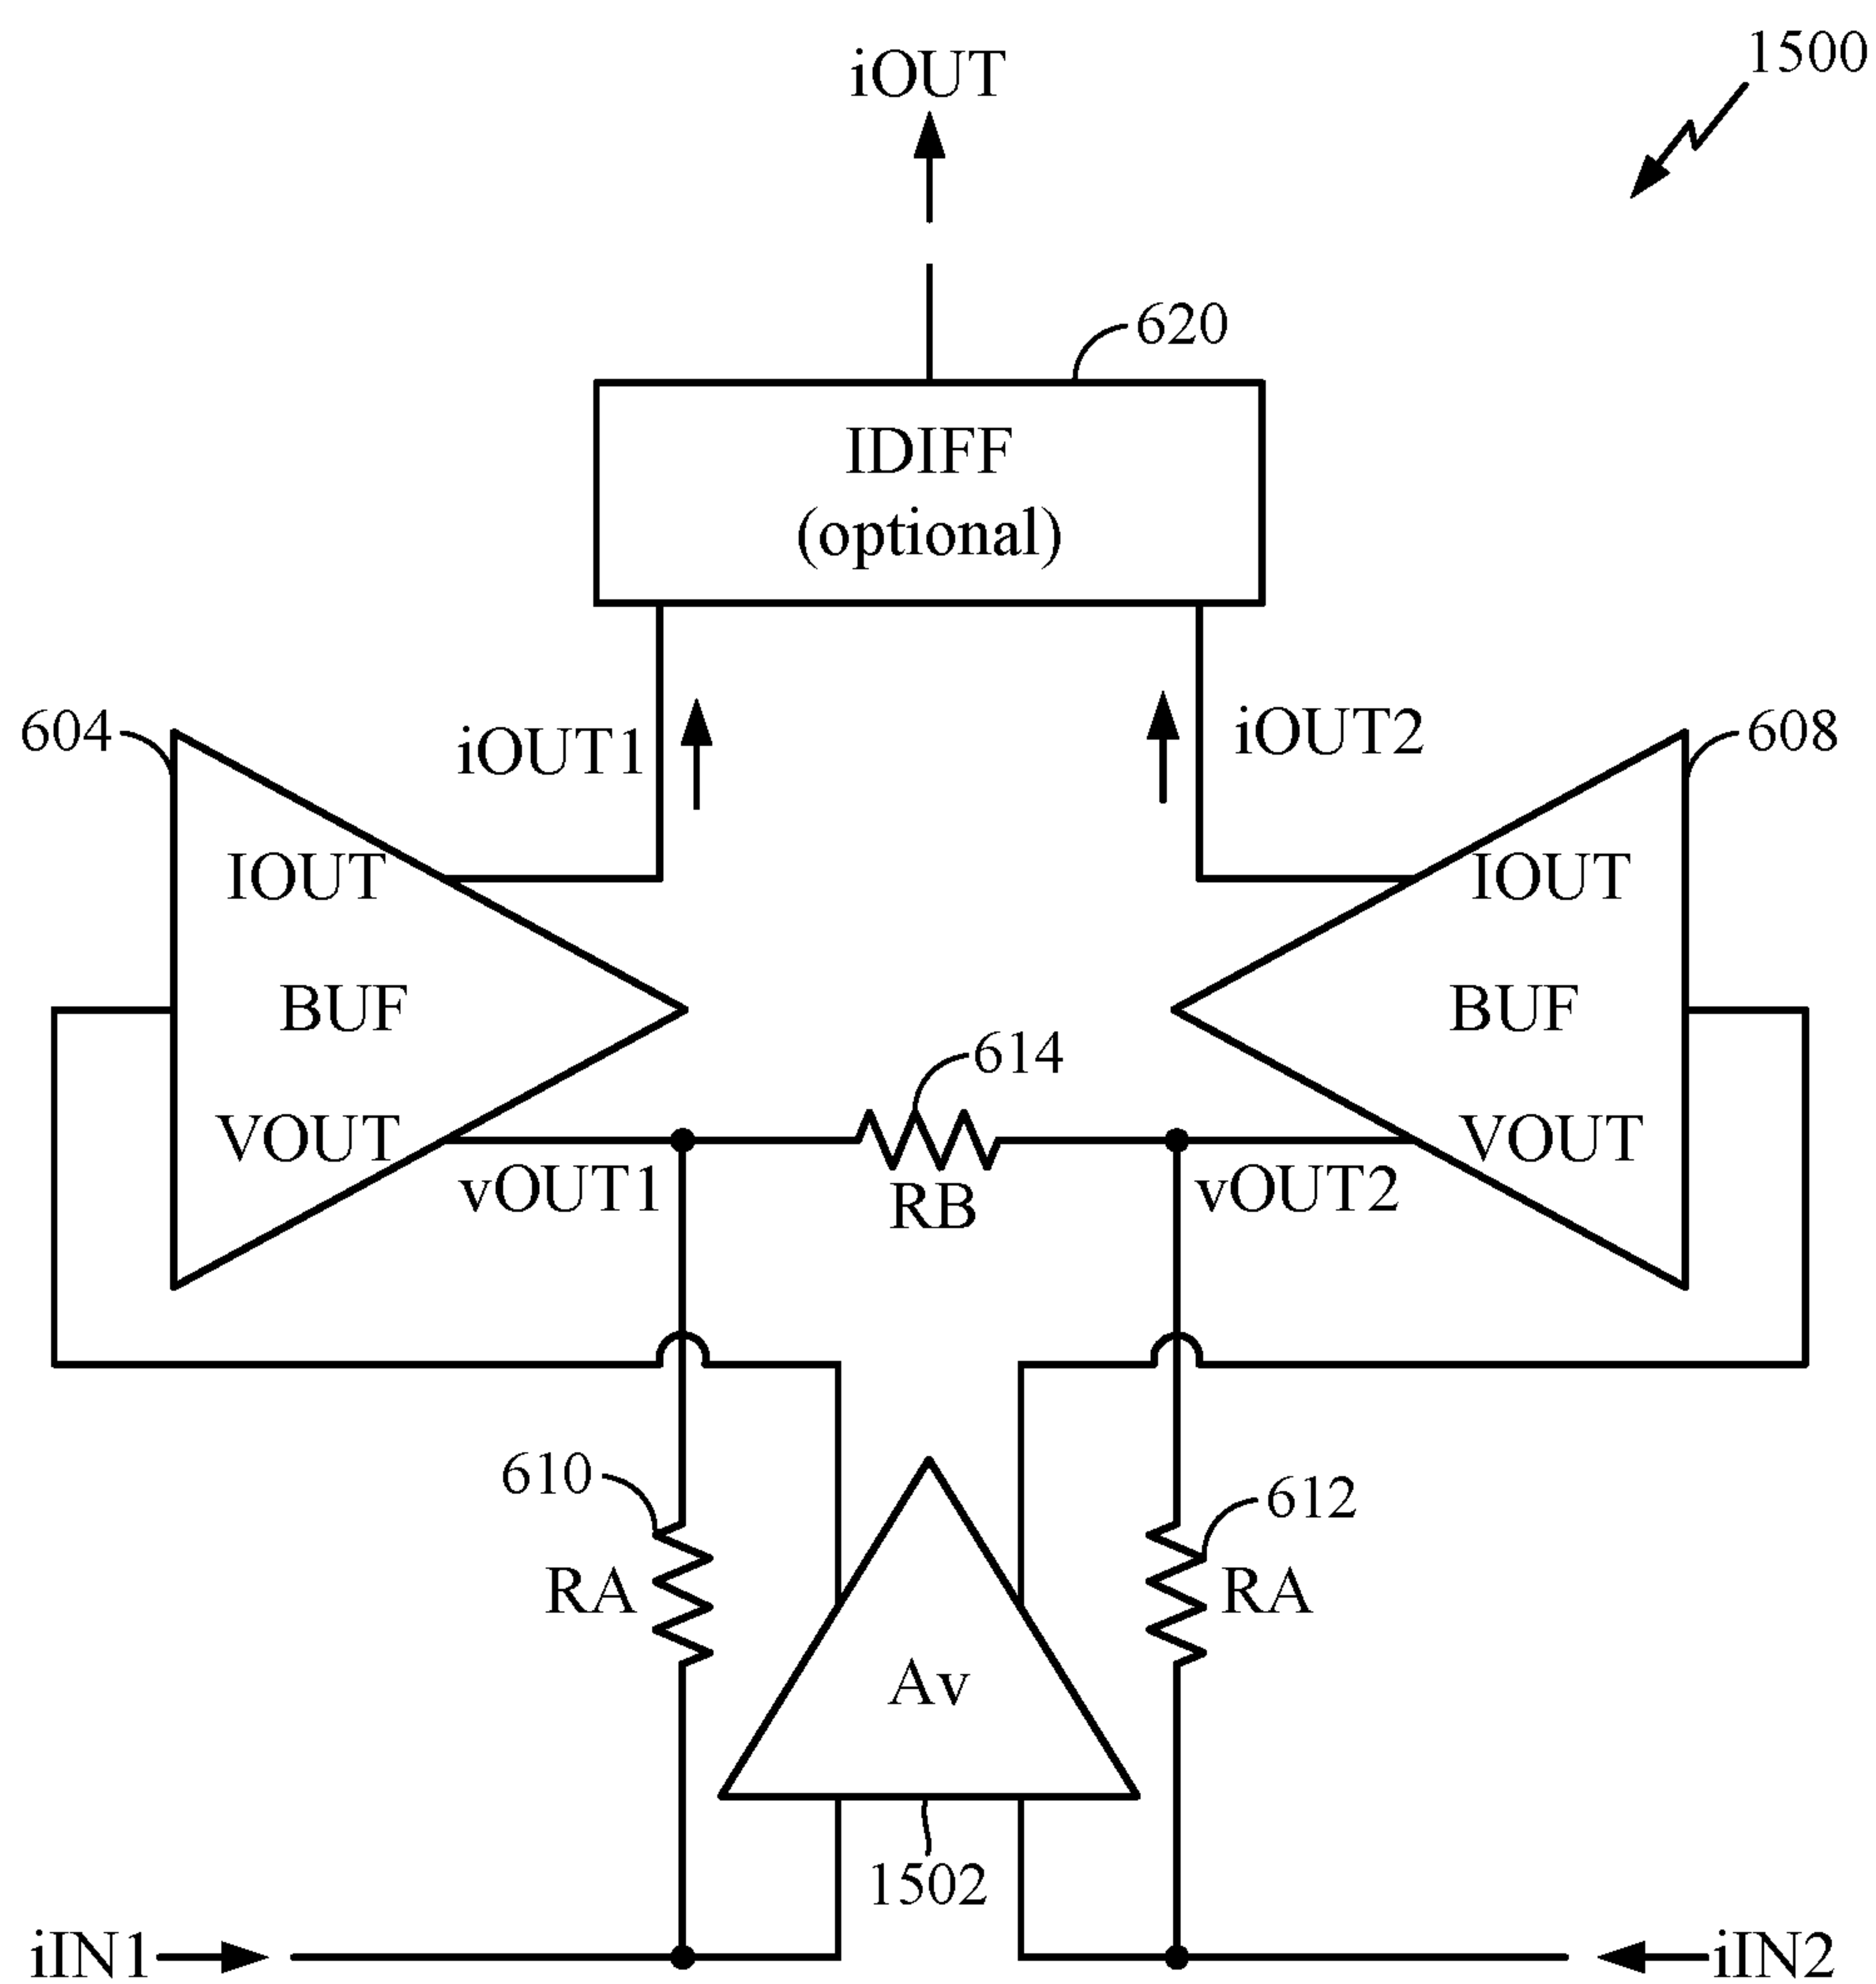 1500
iOUT
620
IDIFF
(optional)
604
iOUT1
iOUT2
608
IOUT
IOUT
BUF
BUF
614
VOUT
VOUT
vOUT1
RB
vOUT2
610
612
RA
RA
Av
1502
iIN1
iIN2